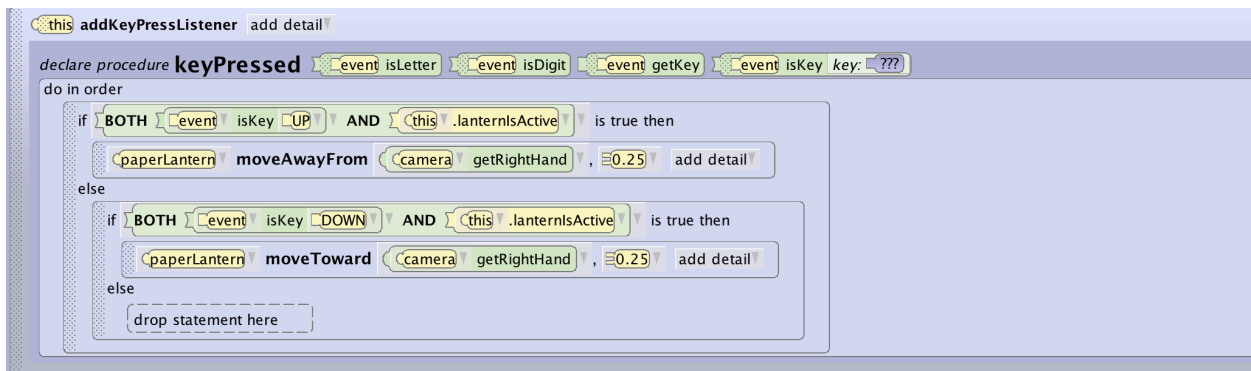 this addKeyPressListener add detail
declare procedure keyPressed event isLetter event isDigit event getKey event isKey key: ???
do in order
if BOTH event isKey UP AND this .lanternIsActive is true then
paperLantern moveAwayFrom camera getRightHand , 0.25 add detail
else
if BOTH event isKey DOWN AND this .lanternIsActive is true then
paperLantern moveToward camera getRightHand , 0.25 add detail
else
drop statement here